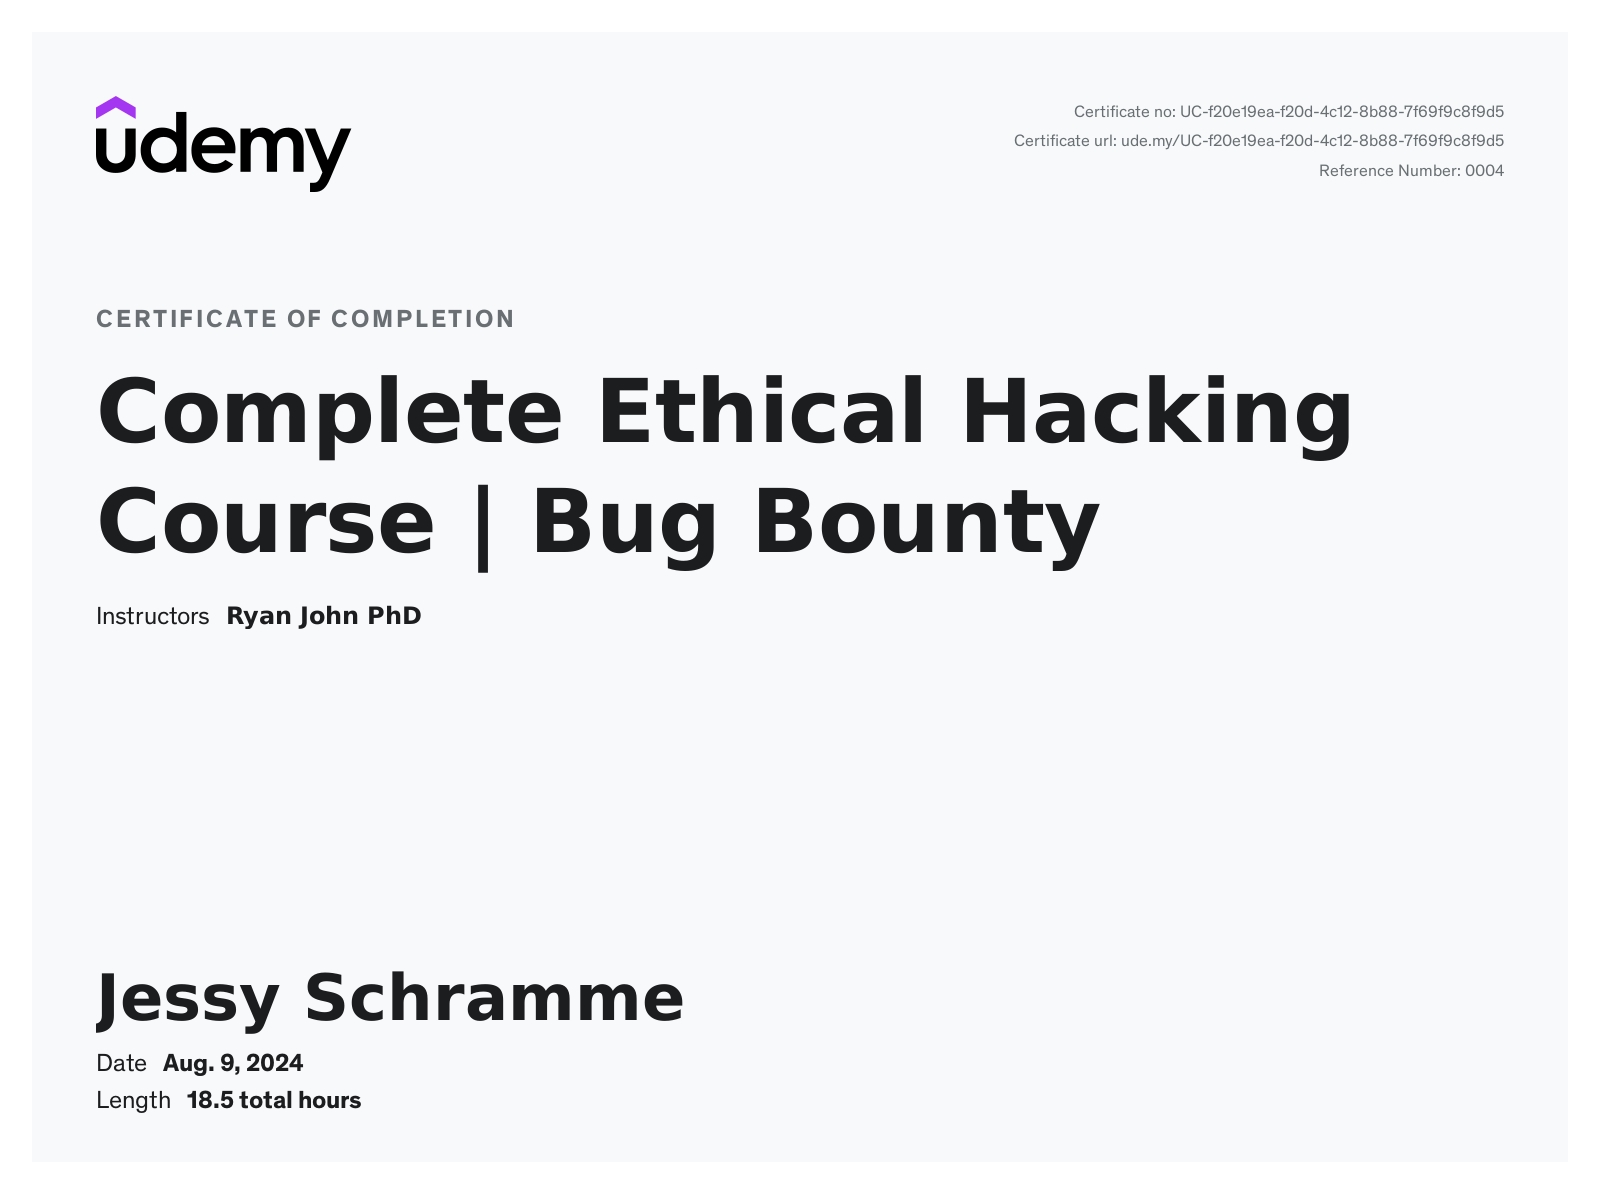 udemy
Certificate no: UC-f20e19ea-f20d-4c12-8b88-7f69f9c8f9d5
Certificate url: ude.my/UC-f20e19ea-f20d-4c12-8b88-7f69f9c8f9d5
Reference Number: 0004
CERTIFICATE OF COMPLETION
Complete Ethical Hacking
Course | Bug Bounty
Instructors Ryan John PhD
Jessy Schramme
Date Aug. 9, 2024
Length 18.5 total hours